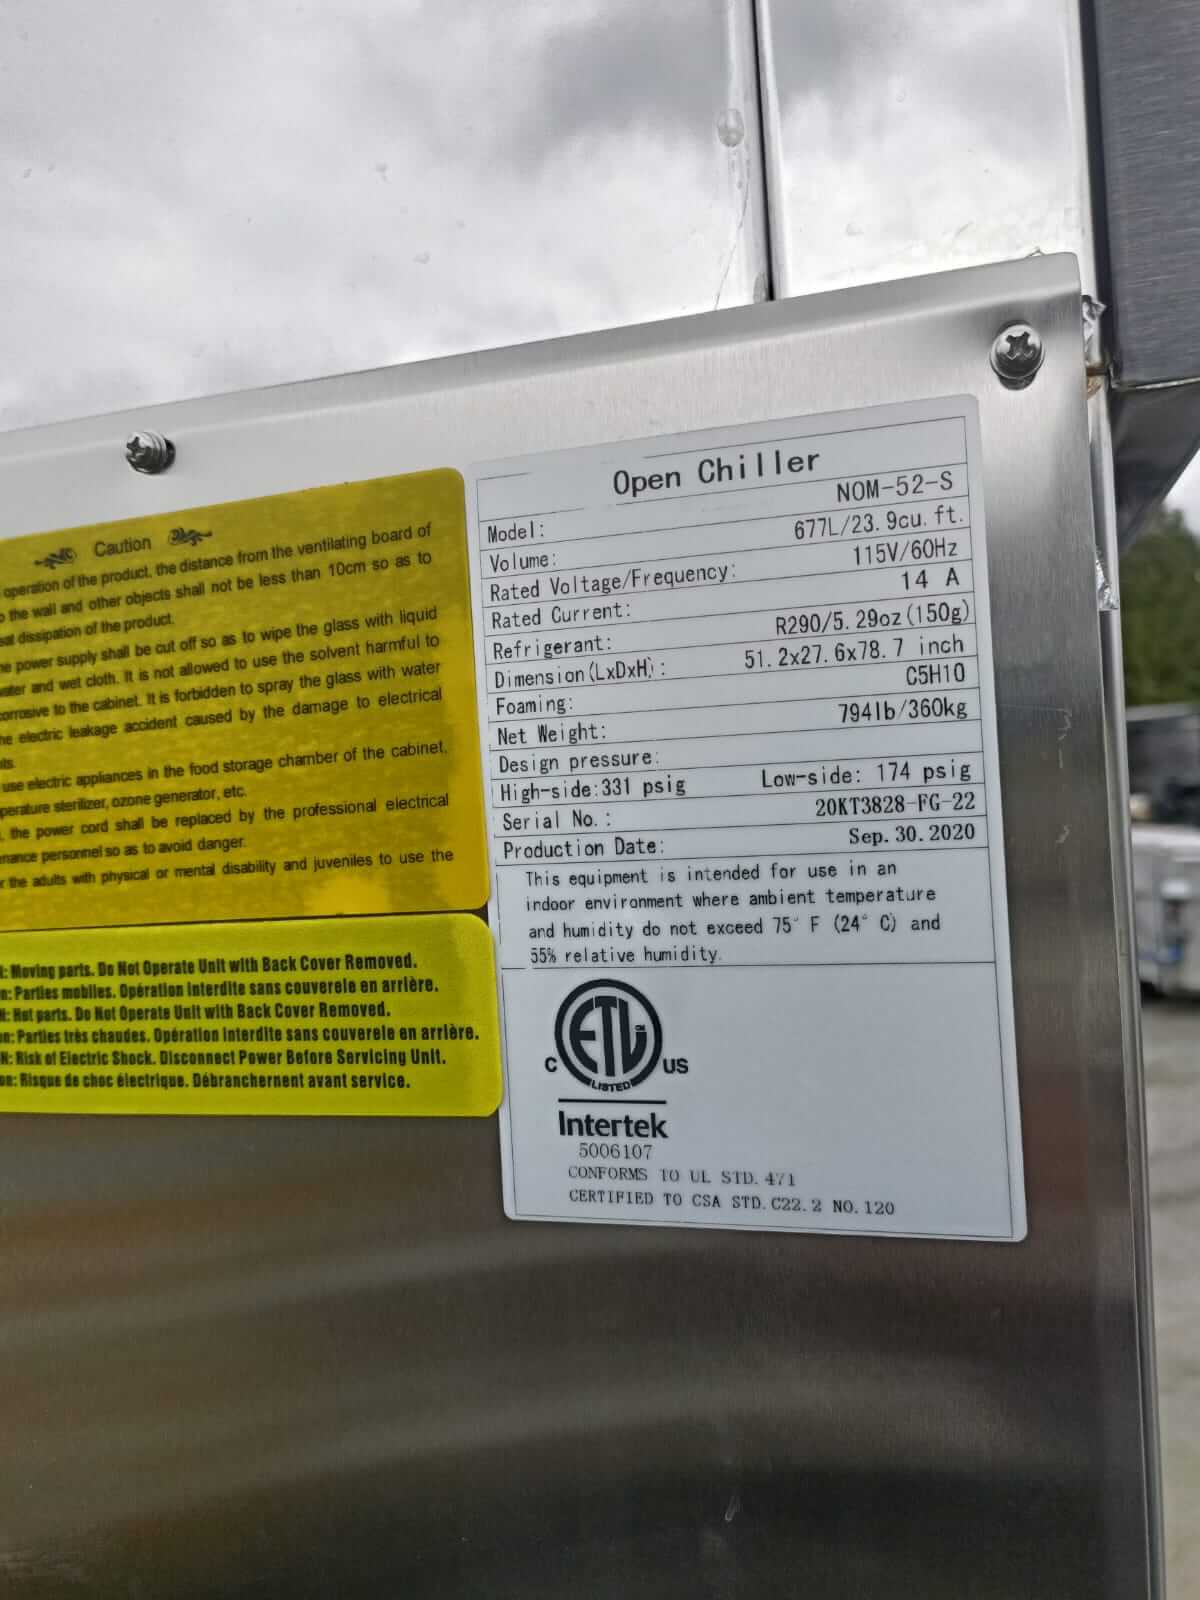 Caution
operation of the product, the distance from the ventilating board of
the wall and other objects shall not be less than 10cm so as to
dissipation of the product.
power supply shall be cut off so as to wipe the glass with liquid
and wet cloth. It is not allowed to use the solvent harmful to
corrosive to the cabinet. It is forbidden to spray the glass with water
electric leakage accident caused by the damage to electrical
use electric appliances in the food storage chamber of the cabinet,
sterilizer, ozone generator, etc.
the power cord shall be replaced by the professional electrical
personnel so as to avoid danger.
the adults with physical or mental disability and juveniles to use the
Moving parts. Do Not Operate Unit with Back Cover Removed.
Parties mobiles. Opération Interdite sans couverele en arrière.
Hot parts. Do Not Operate Unit with Back Cover Removed.
Parties très chaudes. Opération Interdite sans couverele en arrière.
Risk of Electric Shock. Disconnect Power Before Servicing Unit.
Risque de choc électrique. Débranchernent avant service.
Open Chiller
Model: NOM-52-S
Volume: 677L/23.9cu.ft.
Rated Voltage/Frequency: 115V/60Hz
Rated Current: 14 A
Refrigerant: R290/5.29oz(150g)
Dimension(LxDxH): 51.2x27.6x78.7 inch
Foaming: C5H10
Net Weight: 794lb/360kg
Design pressure:
High-side:331 psig Low-side: 174 psig
Serial No.: 20KT3828-FG-22
Production Date: Sep.30.2020
This equipment is intended for use in an
indoor environment where ambient temperature
and humidity do not exceed 75° F (24° C) and
55% relative humidity.
ETL CM
C LISTED US
Intertek
5006107
CONFORMS TO UL STD.471
CERTIFIED TO CSA STD.C22.2 NO.120